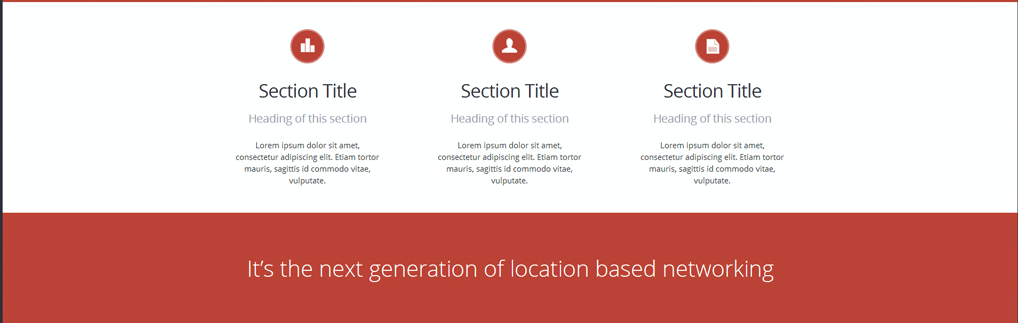 Section Title
Heading of this section
Lorem ipsum dolor sit amet,
consectetur adipiscing elit. Etiam tortor
mauris, sagittis id commodo vitae,
vulputate.
Section Title
Heading of this section
Lorem ipsum dolor sit amet,
consectetur adipiscing elit. Etiam tortor
mauris, sagittis id commodo vitae,
vulputate.
Section Title
Heading of this section
Lorem ipsum dolor sit amet,
consectetur adipiscing elit. Etiam tortor
mauris, sagittis id commodo vitae,
vulputate.
It’s the next generation of location based networking